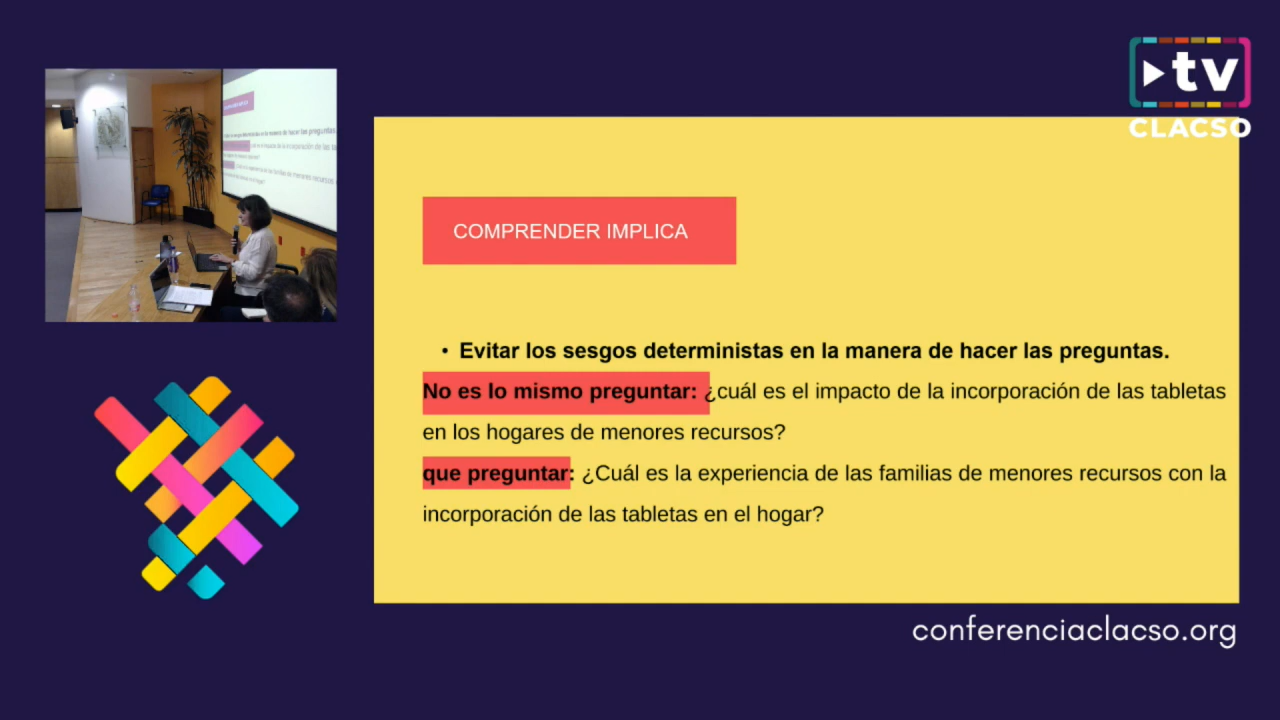 tv
CLACSO
COMPRENDER IMPLICA
• Evitar los sesgos deterministas en la manera de hacer las preguntas.
No es lo mismo preguntar: ¿cuál es el impacto de la incorporación de las tabletas
en los hogares de menores recursos?
que preguntar: ¿Cuál es la experiencia de las familias de menores recursos con la
incorporación de las tabletas en el hogar?
conferenciaclacso.org